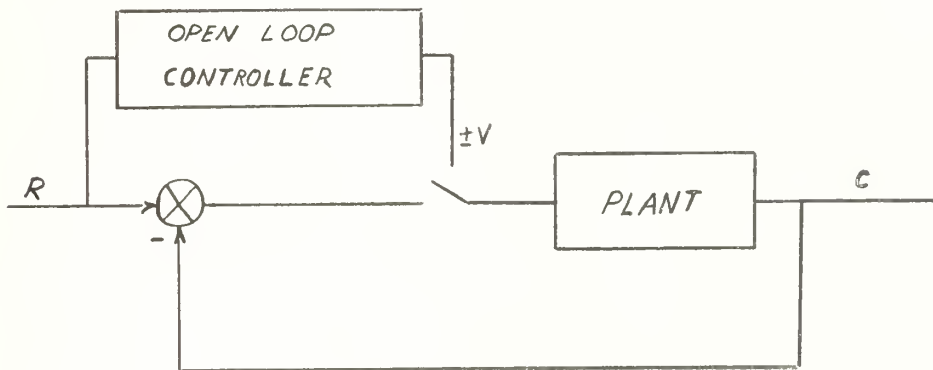 OPEN LOOP
CONTROLLER
±V
R
PLANT
C
-